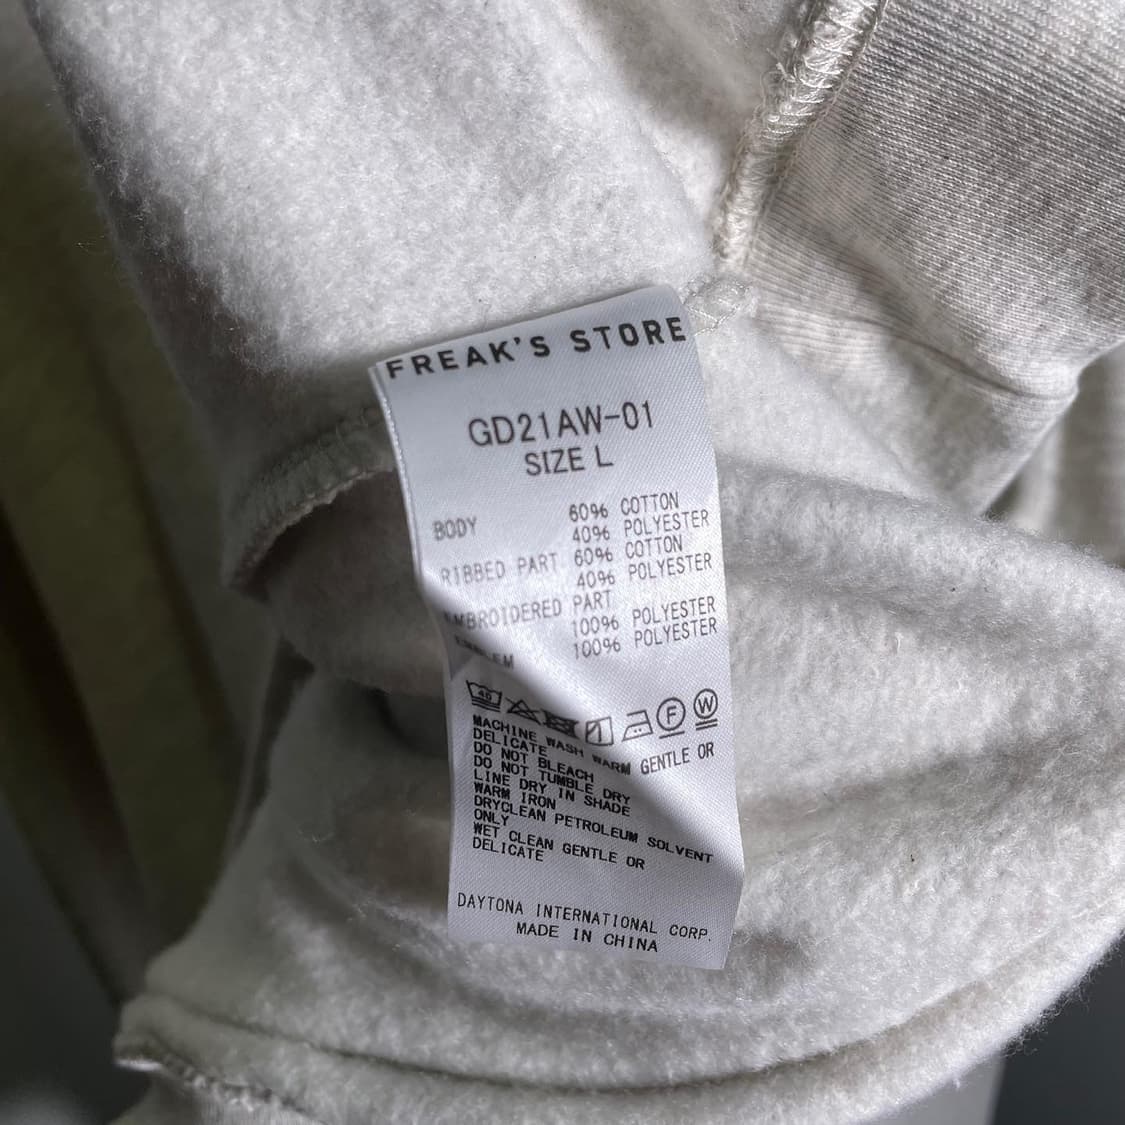 FREAK'S STORE
GD21AW-01
SIZE L
BODY 60% COTTON
40% POLYESTER
RIBBED PART 60% COTTON
40% POLYESTER
EMBROIDERED PART
100% POLYESTER
EMBLEM 100% POLYESTER
40 F W
MACHINE WASH WARM GENTLE OR
DELICATE
DO NOT BLEACH
DO NOT TUMBLE DRY
LINE DRY IN SHADE
WARM IRON
DRYCLEAN PETROLEUM SOLVENT
ONLY
WET CLEAN GENTLE OR
DELICATE
DAYTONA INTERNATIONAL CORP.
MADE IN CHINA